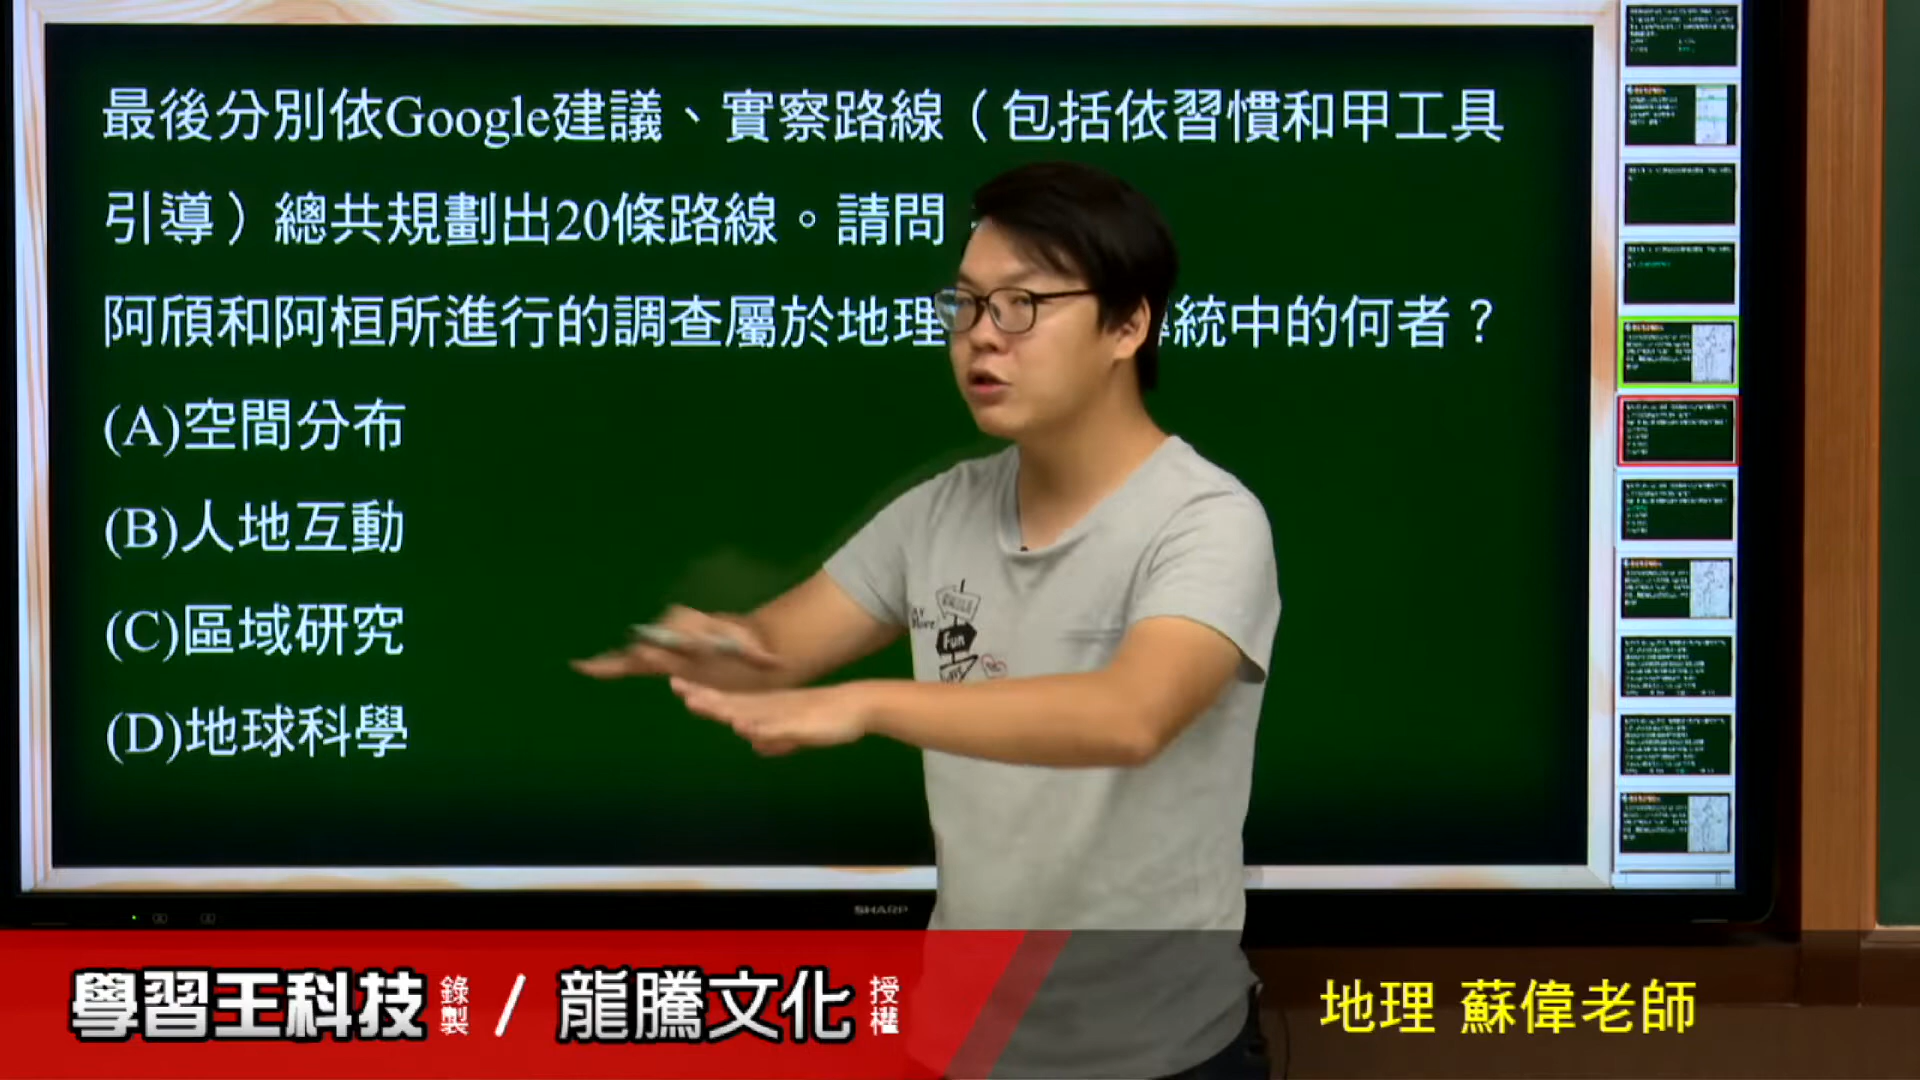 最後分別依Google建議、實察路線（包括依習慣和甲工具
引導）總共規劃出20條路線。請問
阿頎和阿桓所進行的調查屬於地理統中的何者？
(A)空間分布
(B)人地互動
(C)區域研究
(D)地球科學
Fun
SHARP
學習王科技 錄製 / 龍騰文化 授權
地理 蘇偉老師